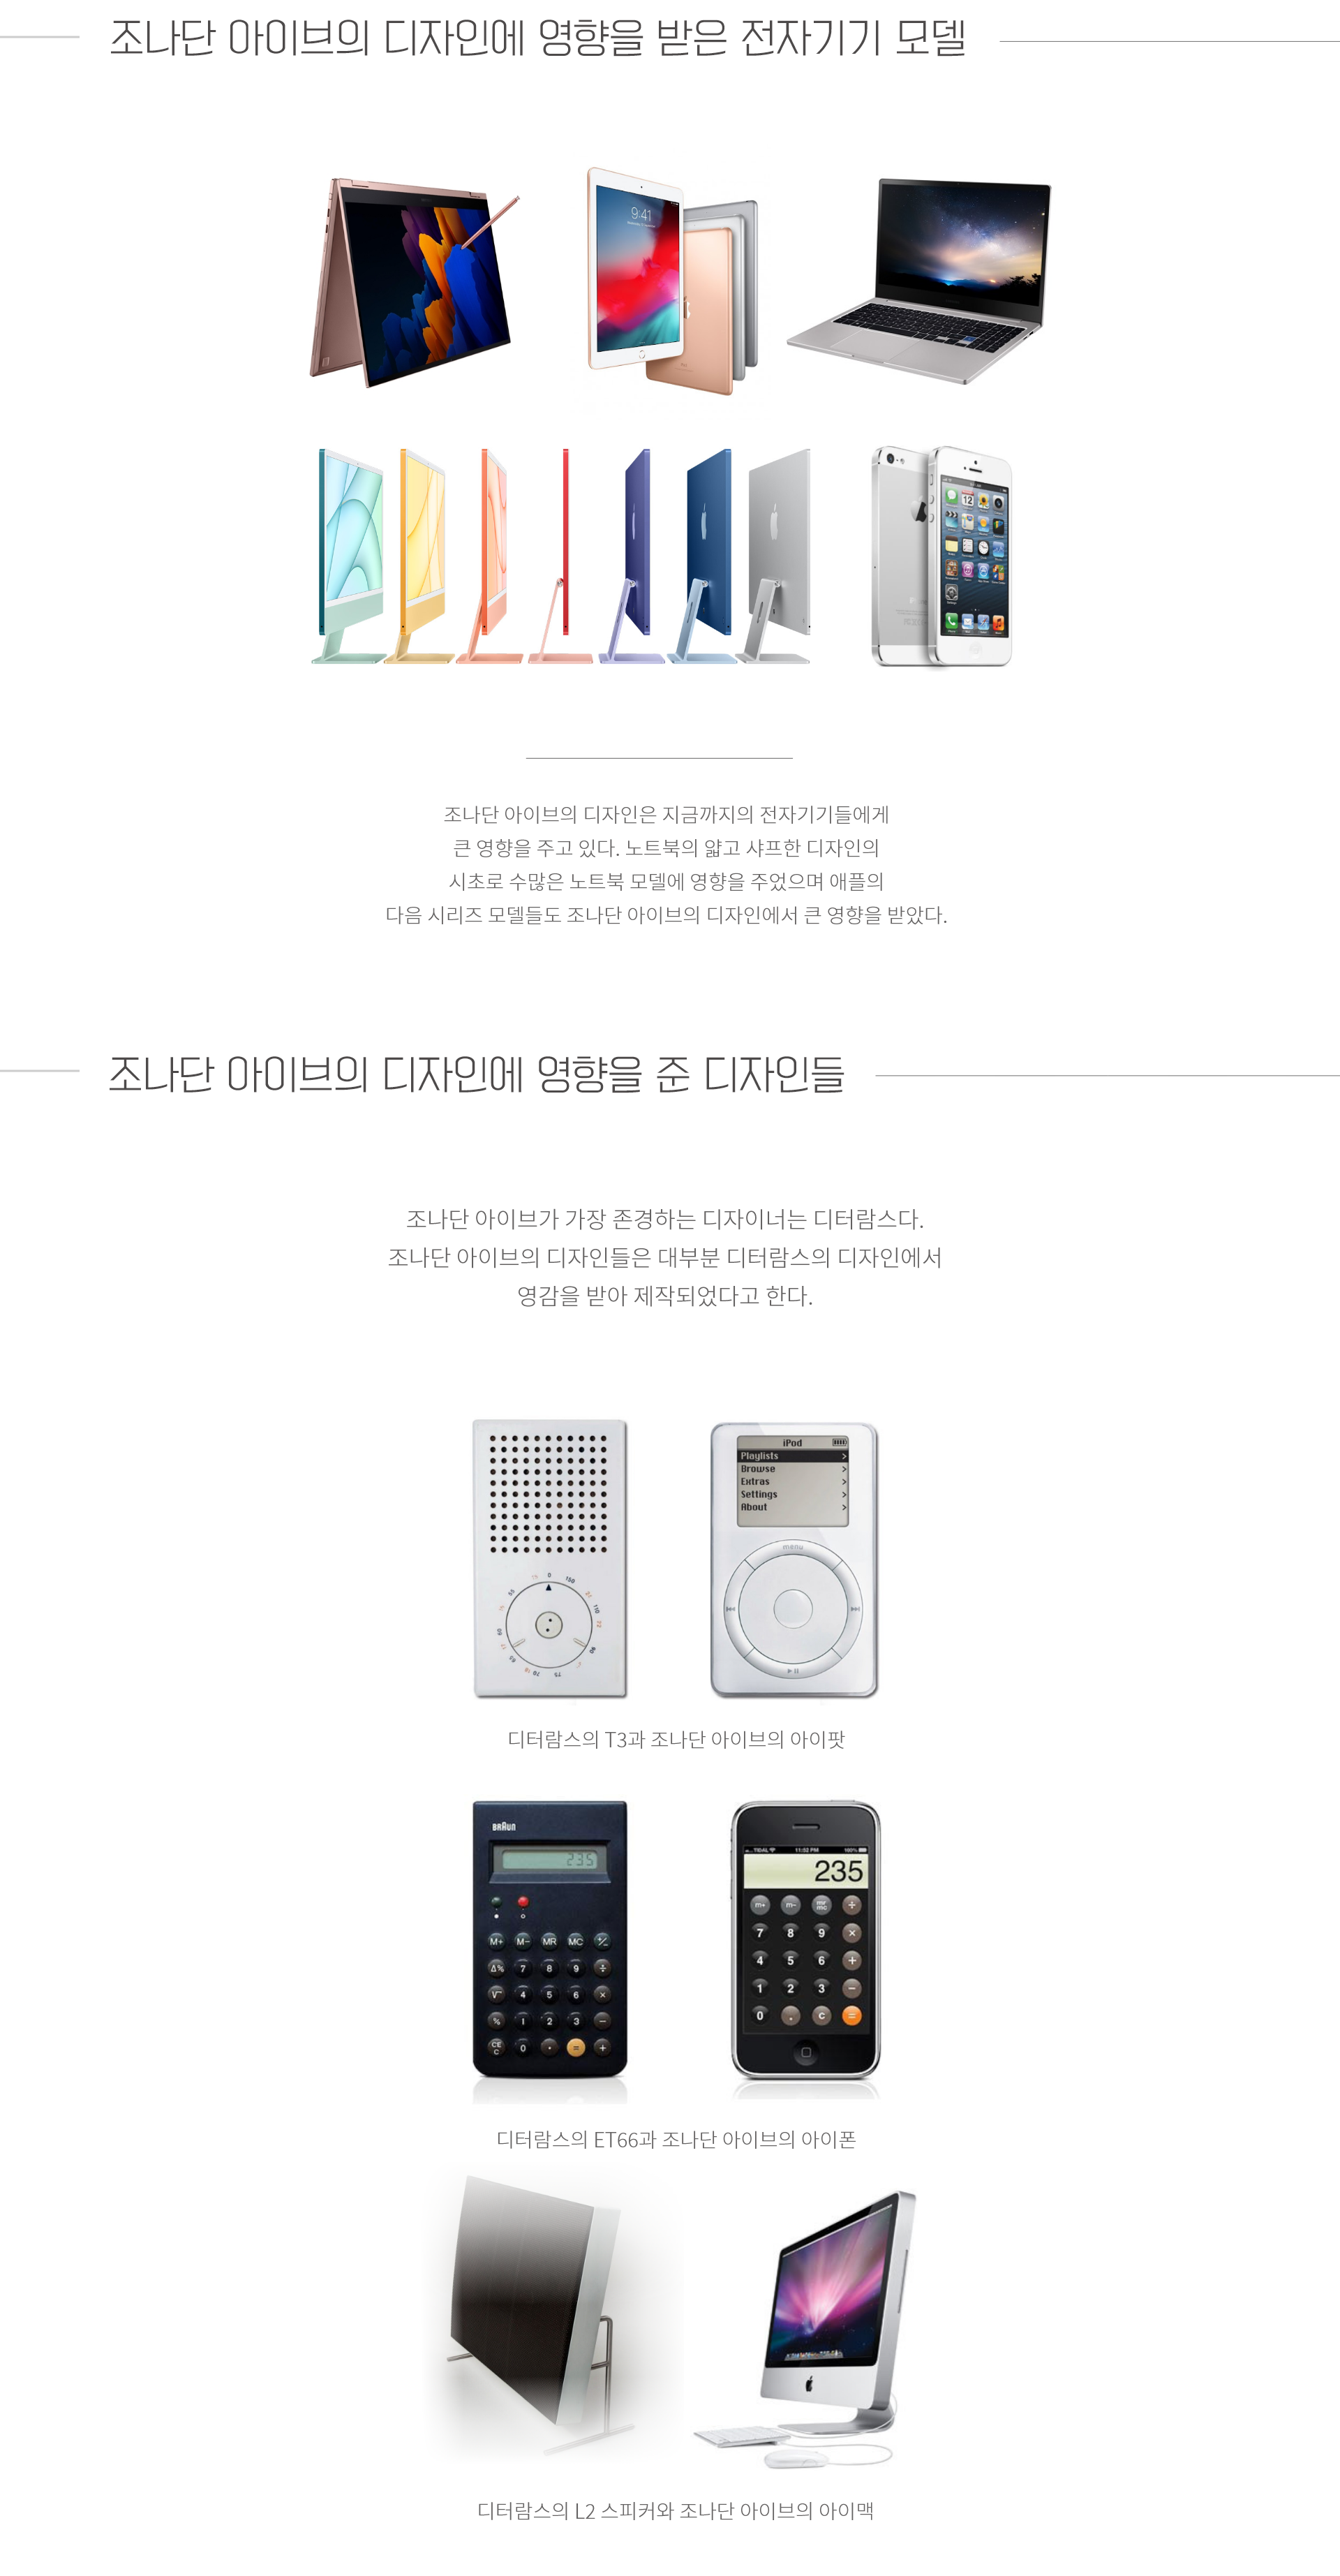 조나단 아이브의 디자인에 영향을 받은 전자기기 모델
9:41
12
조나단 아이브의 디자인은 지금까지의 전자기기들에게
큰 영향을 주고 있다. 노트북의 얇고 샤프한 디자인의
시초로 수많은 노트북 모델에 영향을 주었으며 애플의
다음 시리즈 모델들도 조나단 아이브의 디자인에서 큰 영향을 받았다.
조나단 아이브의 디자인에 영향을 준 디자인들
조나단 아이브가 가장 존경하는 디자이너는 디터람스다.
조나단 아이브의 디자인들은 대부분 디터람스의 디자인에서
영감을 받아 제작되었다고 한다.
iPod
Playlists >
Browse >
Extras >
Settings >
About >
menu
디터람스의 T3과 조나단 아이브의 아이팟
BRAUN
235
M+ M- MR MC +/-
Δ% 7 8 9 ÷
√ 4 5 6 ×
% 1 2 3 −
CE C 0 · = +
TIDAL 11:52 PM 100%
235
m+ m- mr mc ÷
7 8 9 ×
4 5 6 +
1 2 3 −
0 . c =
디터람스의 ET66과 조나단 아이브의 아이폰
디터람스의 L2 스피커와 조나단 아이브의 아이맥